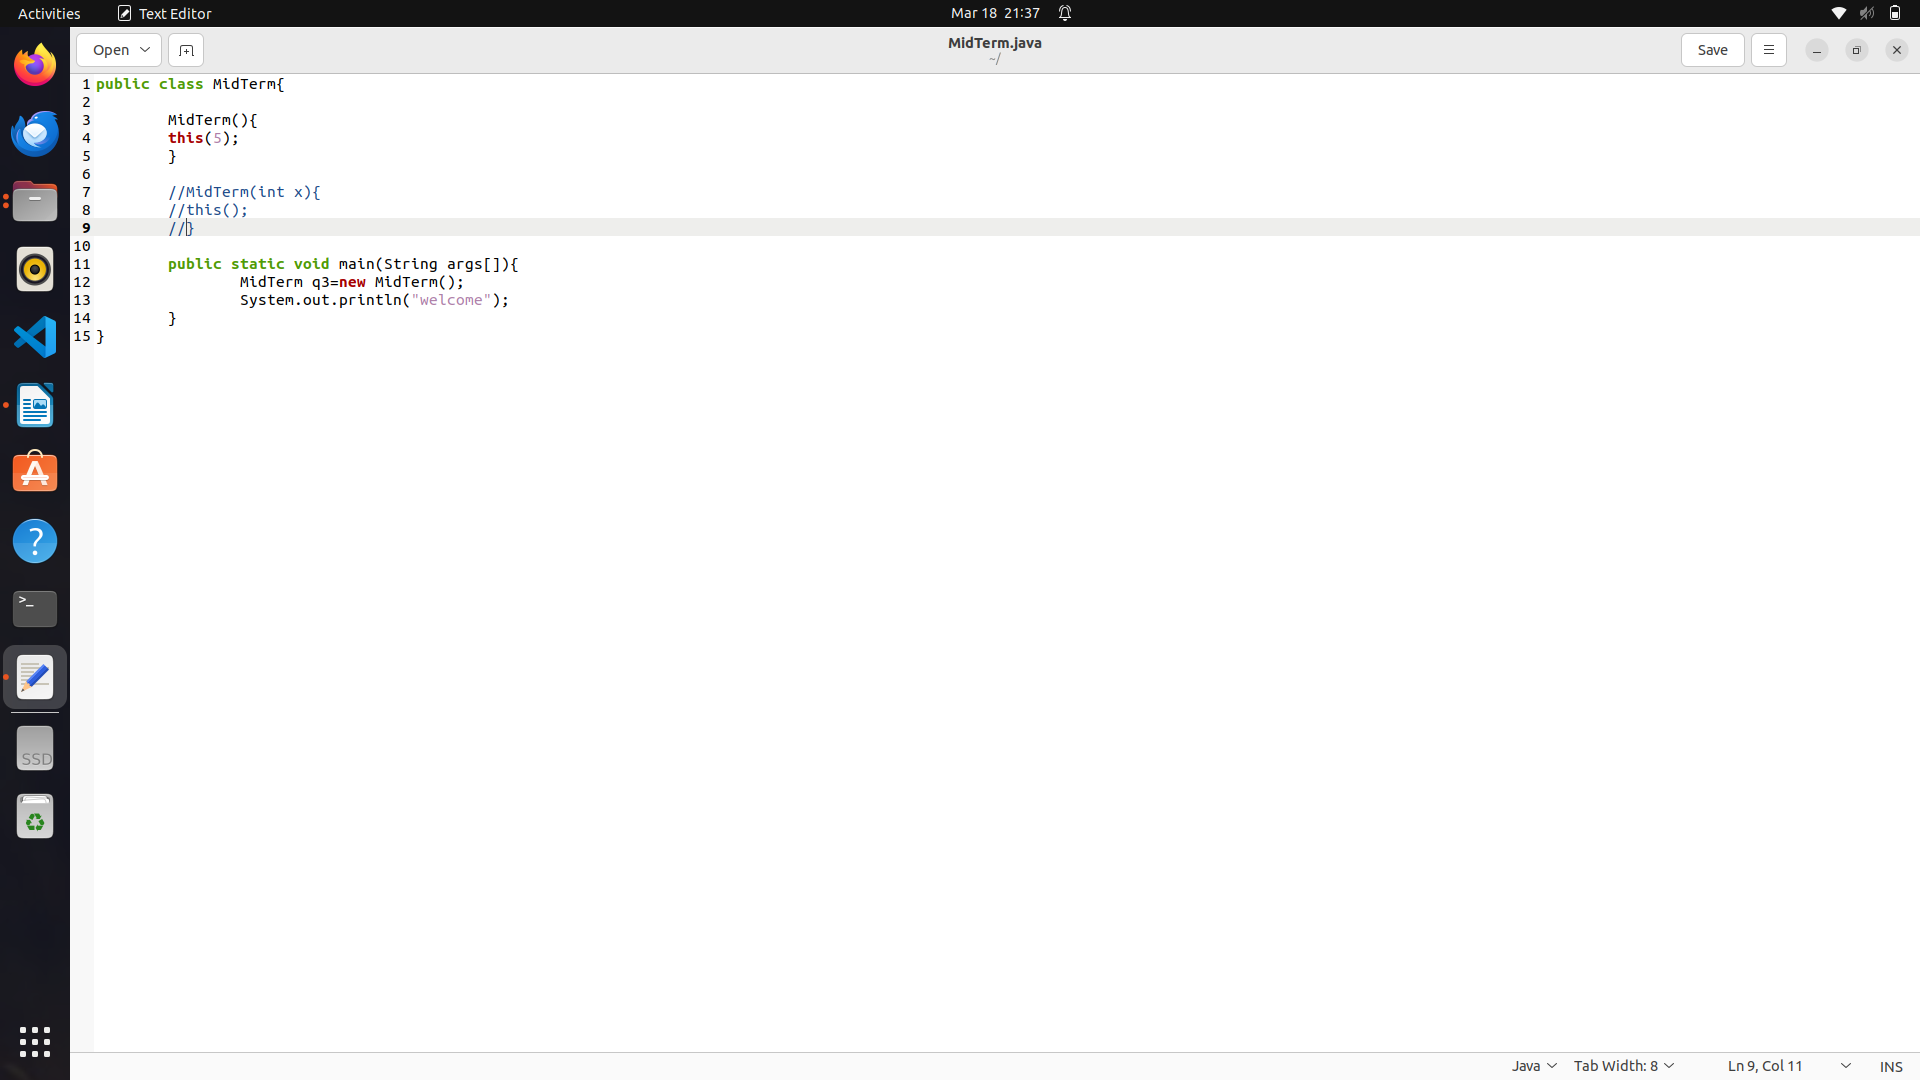 Activities Text Editor Mar 18 21:37
Open MidTerm.java Save
~/
1 public class MidTerm{
2
3 MidTerm(){
4 this(5);
5 }
6
7 //MidTerm(int x){
8 //this();
9 //}
10
11 public static void main(String args[]){
12 MidTerm q3=new MidTerm();
13 System.out.println("welcome");
14 }
15 }
>_
SSD
Java Tab Width: 8 Ln 9, Col 11 INS